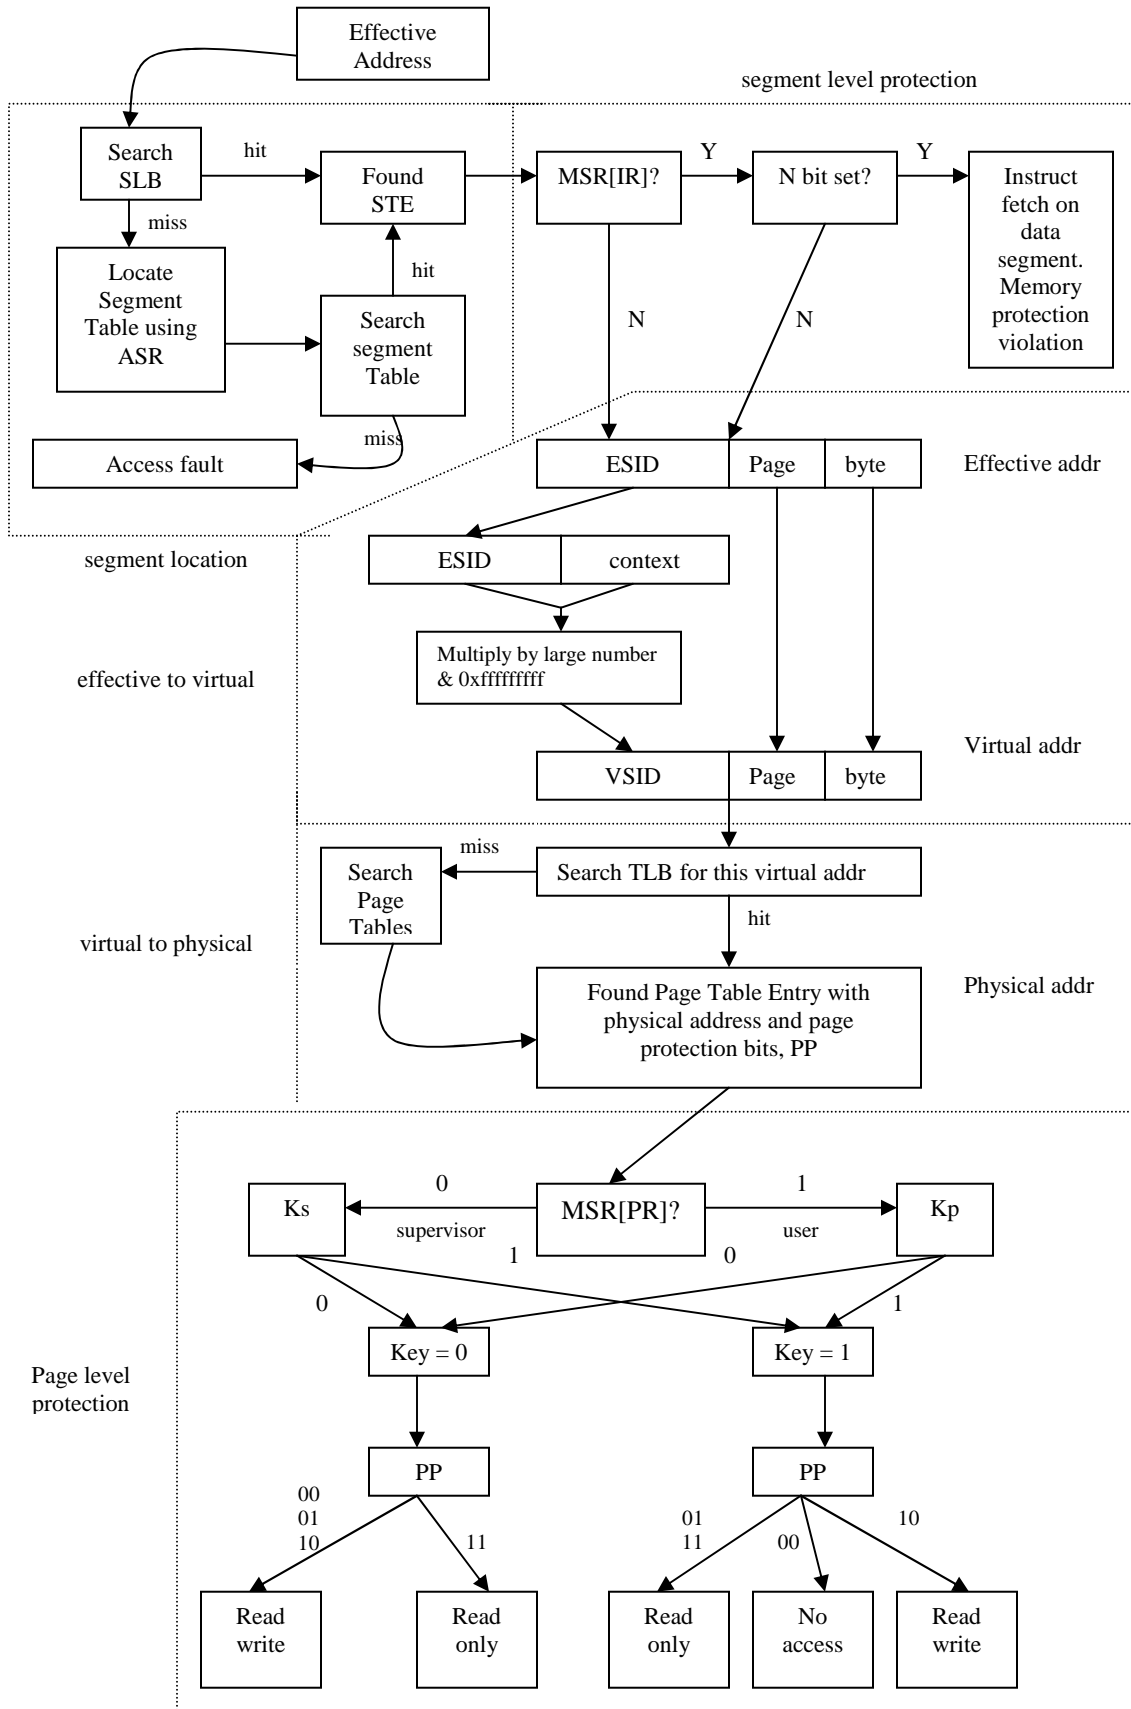 Effective
Address
segment level protection
Search
SLB
hit
Found
STE
MSR[IR]?
Y
N bit set?
Y
Instruct
fetch on
data
segment.
Memory
protection
violation
miss
Locate
Segment
Table using
ASR
hit
Search
segment
Table
N
N
miss
Access fault
ESID
Page
byte
Effective addr
segment location
ESID
context
effective to virtual
Multiply by large number
& 0xfffffffff
Virtual addr
VSID
Page
byte
miss
Search TLB for this virtual addr
Search
Page
Tables
hit
virtual to physical
Found Page Table Entry with
physical address and page
protection bits, PP
Physical addr
Ks
0
supervisor
MSR[PR]?
1
user
Kp
1
0
0
1
Key = 0
Key = 1
Page level
protection
PP
PP
00
01
10
11
01
11
00
10
Read
write
Read
only
Read
only
No
access
Read
write